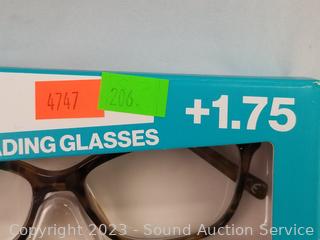 4747
206.
+1.75
ADING GLASSES
Copyright 2023 - Sound Auction Service